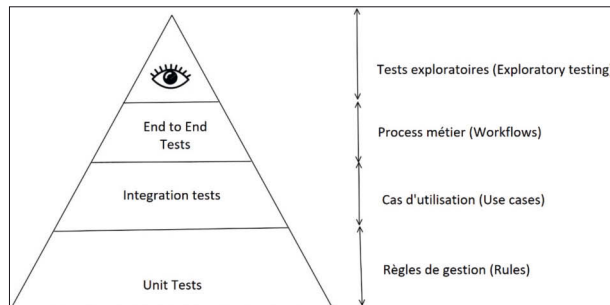 Tests exploratoires (Exploratory testing)
End to End
Tests
Process métier (Workflows)
Integration tests
Cas d'utilisation (Use cases)
Unit Tests
Règles de gestion (Rules)